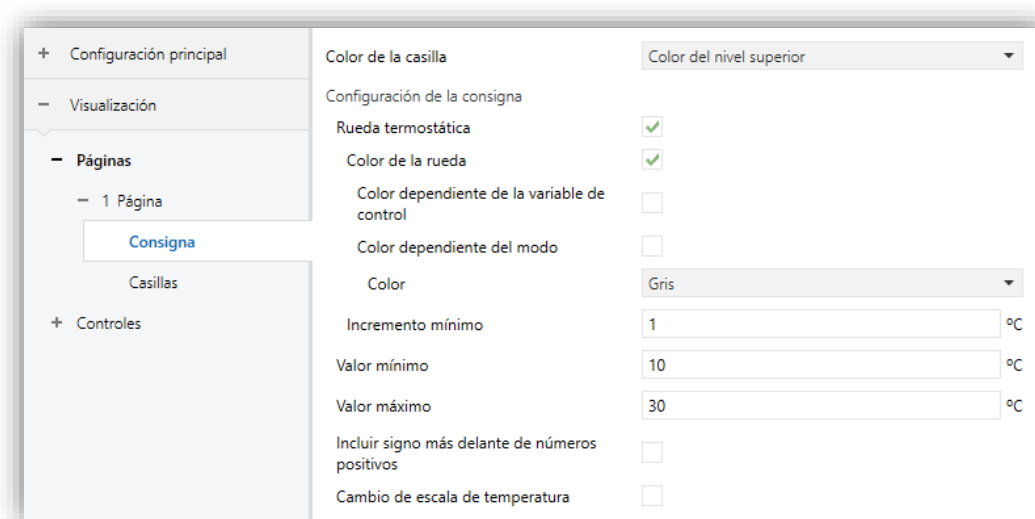 + Configuración principal
− Visualización
− Páginas
− 1 Página
Consigna
Casillas
+ Controles
Color de la casilla
Color del nivel superior
Configuración de la consigna
Rueda termostática
Color de la rueda
Color dependiente de la variable de
control
Color dependiente del modo
Color
Gris
Incremento mínimo
1
ºC
Valor mínimo
10
ºC
Valor máximo
30
ºC
Incluir signo más delante de números
positivos
Cambio de escala de temperatura